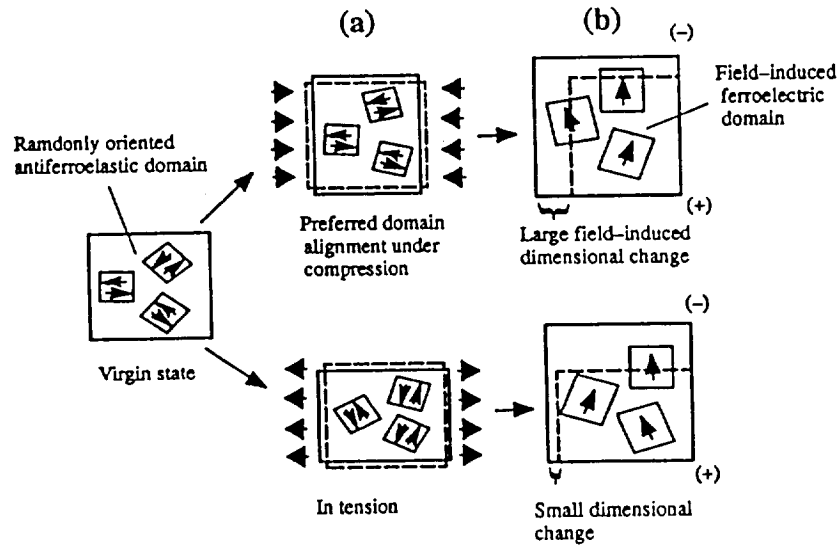 (a)
(b)
(–)
Field–induced
ferroelectric
domain
Ramdonly oriented
antiferroelastic domain
(+)
Preferred domain
alignment under
compression
Large field–induced
dimensional change
Virgin state
(–)
(+)
In tension
Small dimensional
change